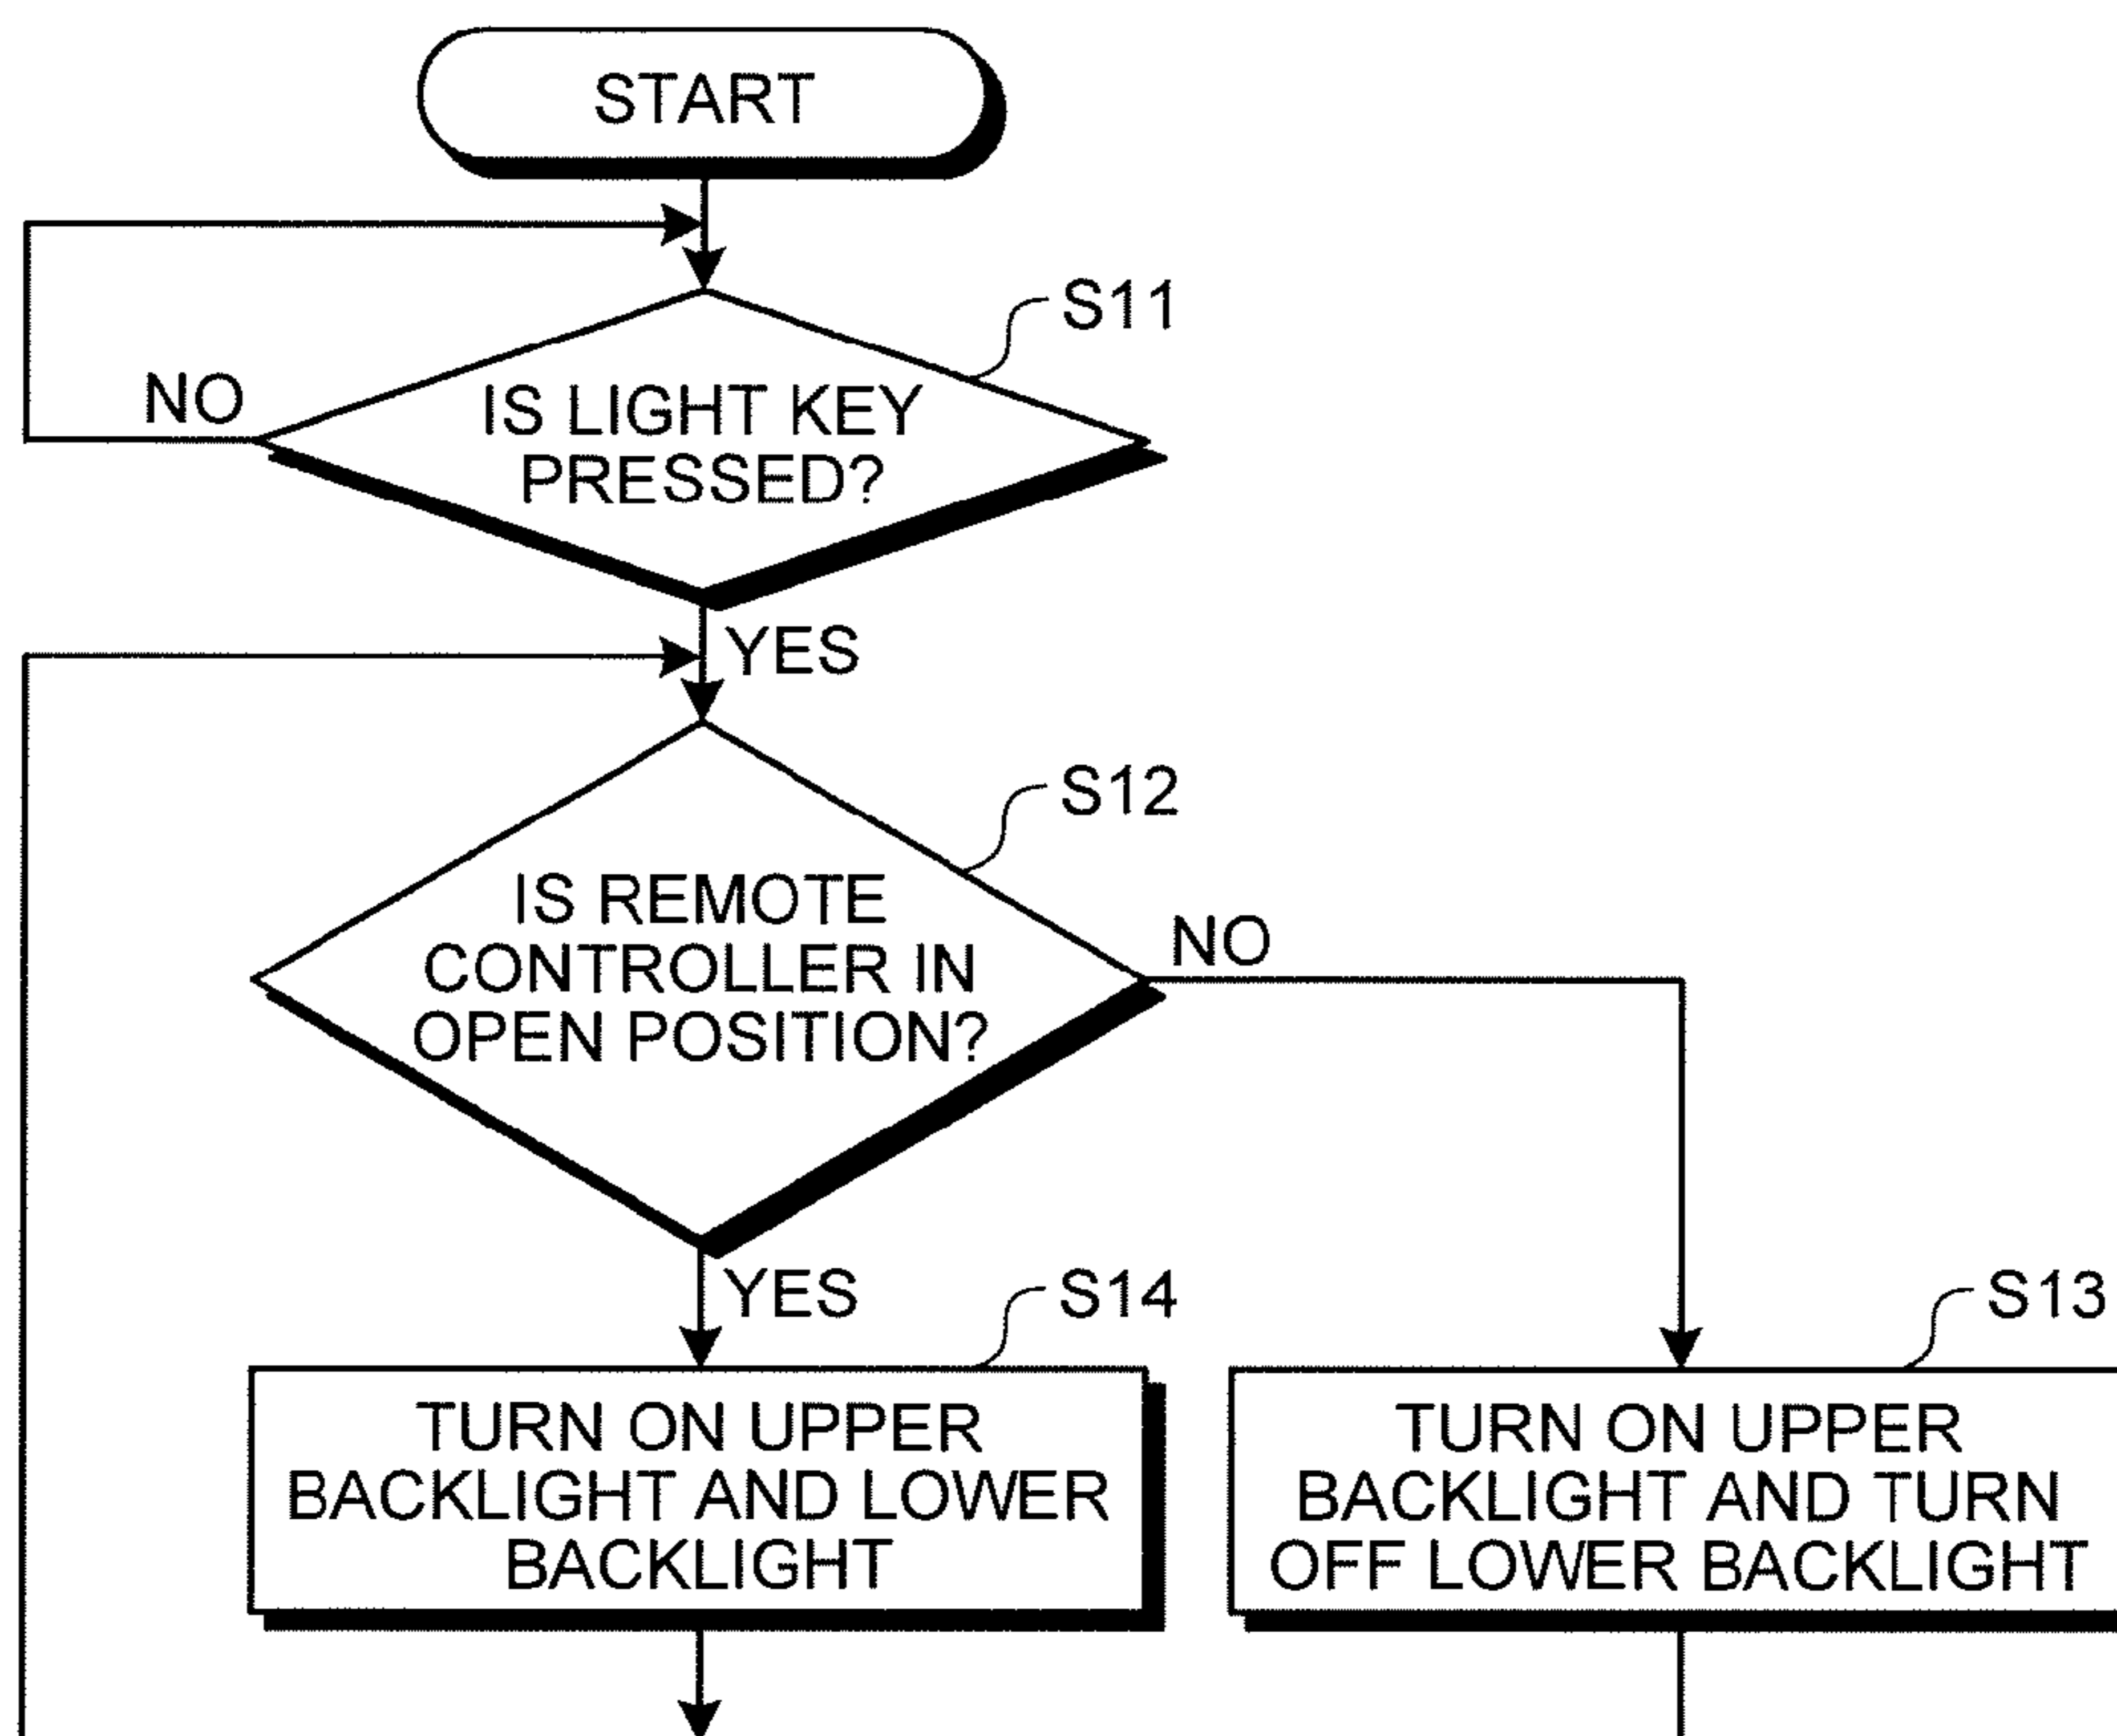 START
S11
NO
IS LIGHT KEY
PRESSED?
YES
S12
IS REMOTE
CONTROLLER IN
OPEN POSITION?
NO
YES
S14
S13
TURN ON UPPER
BACKLIGHT AND LOWER
BACKLIGHT
TURN ON UPPER
BACKLIGHT AND TURN
OFF LOWER BACKLIGHT